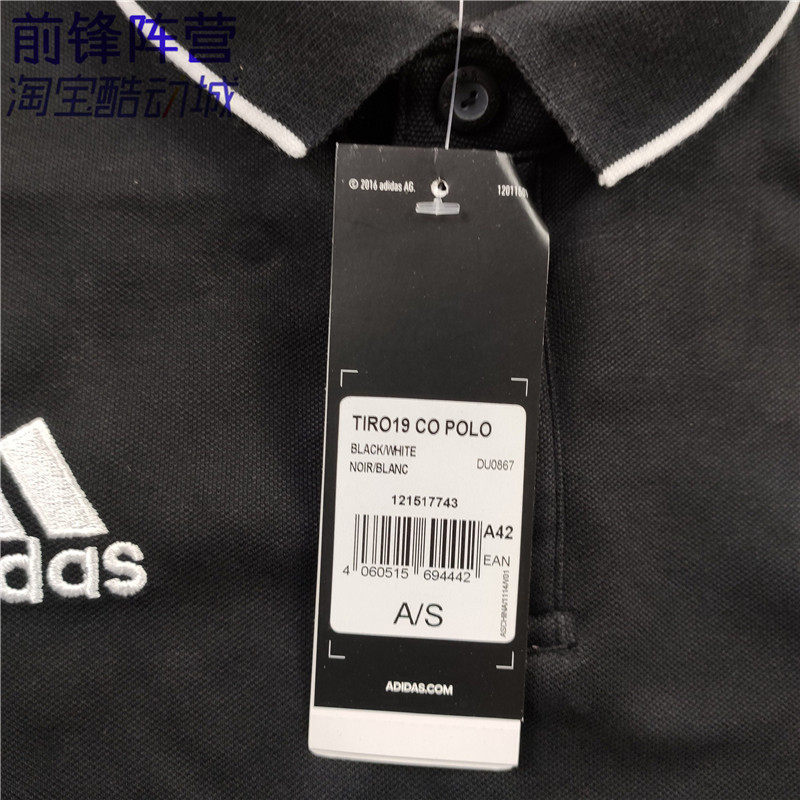 前锋阵营
淘宝酷动城
© 2016 adidas AG.
TIRO19 CO POLO
BLACK/WHITE
NOIR/BLANC
DU0867
121517743
A42
EAN
4 060515 694442
A/S
ADIDAS.COM
das